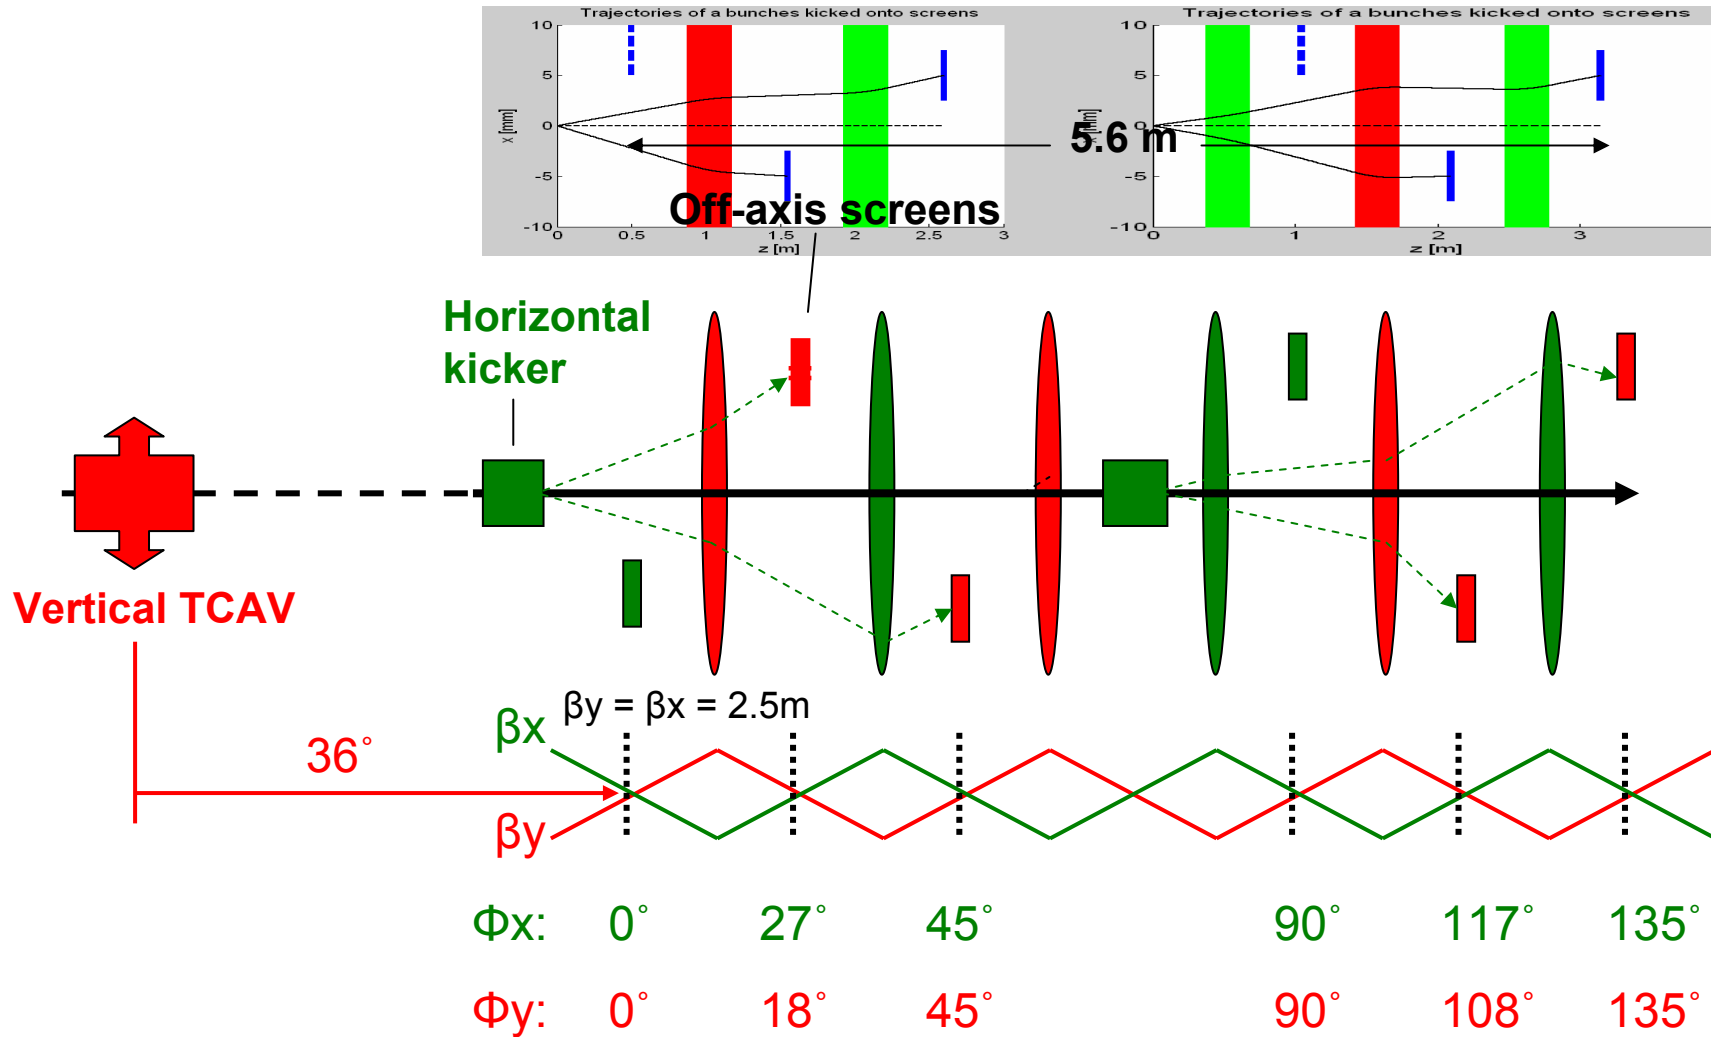 Trajectories of a bunches kicked onto screens
Trajectories of a bunches kicked onto screens
10
5
0
-5
-10
x [mm]
0
0.5
1
1.5
2
2.5
3
z [m]
10
5
0
-5
-10
x [mm]
0
1
2
3
z [m]
5.6 m
Off-axis screens
Horizontal
kicker
Vertical TCAV
36°
βx
βy = βx = 2.5m
βy
Φx: 0° 27° 45° 90° 117° 135°
Φy: 0° 18° 45° 90° 108° 135°